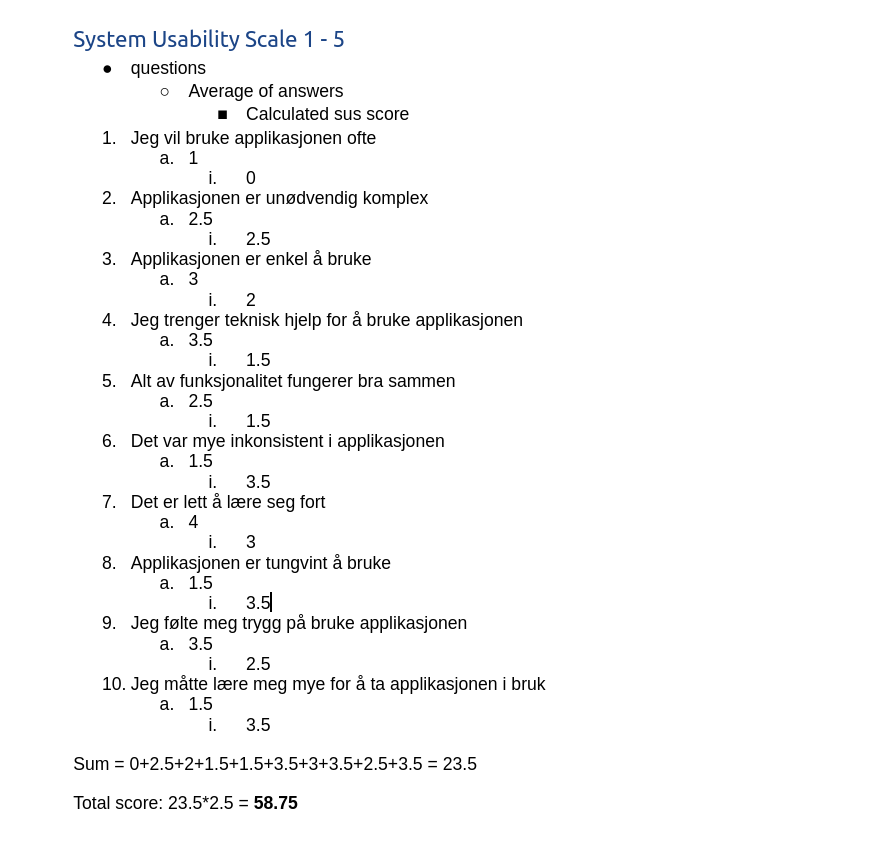 System Usability Scale 1 - 5
● questions
○ Average of answers
■ Calculated sus score
1. Jeg vil bruke applikasjonen ofte
a. 1
i. 0
2. Applikasjonen er unødvendig komplex
a. 2.5
i. 2.5
3. Applikasjonen er enkel å bruke
a. 3
i. 2
4. Jeg trenger teknisk hjelp for å bruke applikasjonen
a. 3.5
i. 1.5
5. Alt av funksjonalitet fungerer bra sammen
a. 2.5
i. 1.5
6. Det var mye inkonsistent i applikasjonen
a. 1.5
i. 3.5
7. Det er lett å lære seg fort
a. 4
i. 3
8. Applikasjonen er tungvint å bruke
a. 1.5
i. 3.5
9. Jeg følte meg trygg på bruke applikasjonen
a. 3.5
i. 2.5
10. Jeg måtte lære meg mye for å ta applikasjonen i bruk
a. 1.5
i. 3.5
Sum = 0+2.5+2+1.5+1.5+3.5+3+3.5+2.5+3.5 = 23.5
Total score: 23.5*2.5 = 58.75